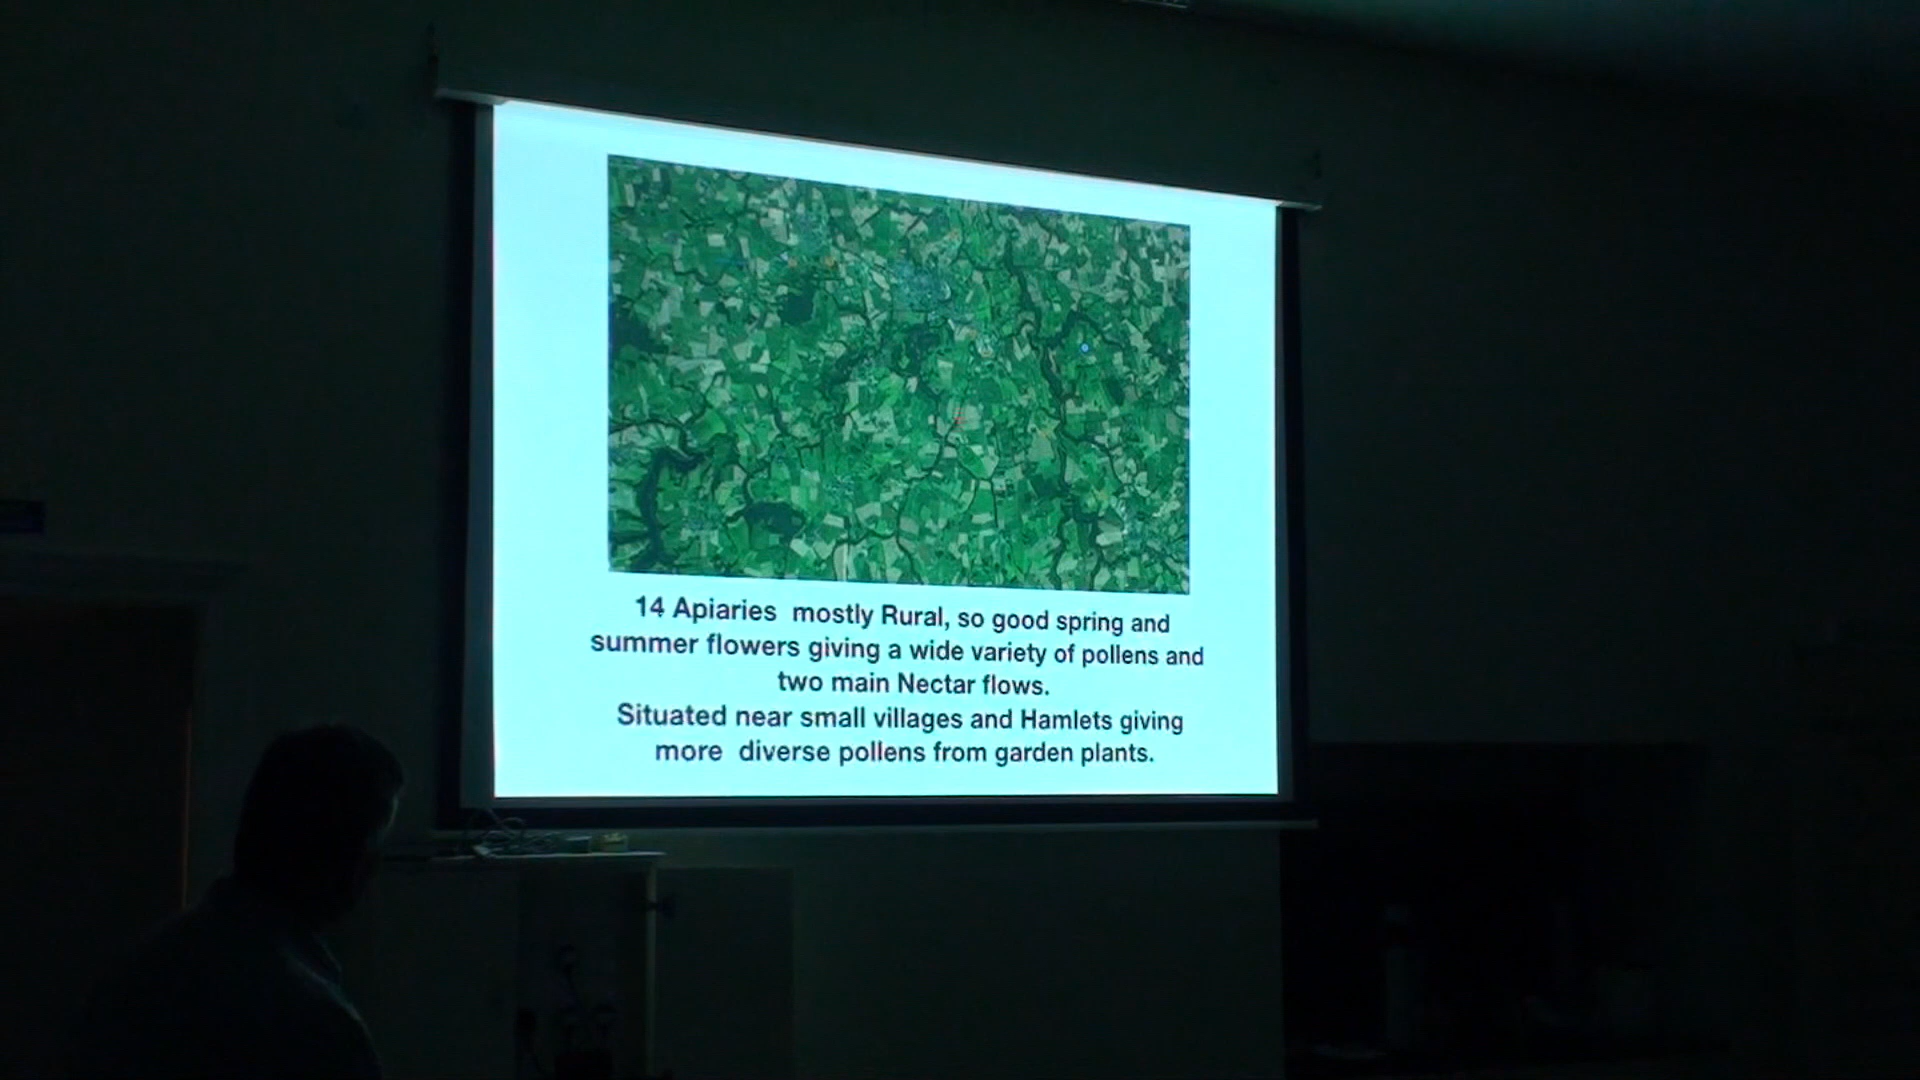 14 Apiaries  mostly Rural, so good spring and
summer flowers giving a wide variety of pollens and
two main Nectar flows.
Situated near small villages and Hamlets giving
more  diverse pollens from garden plants.